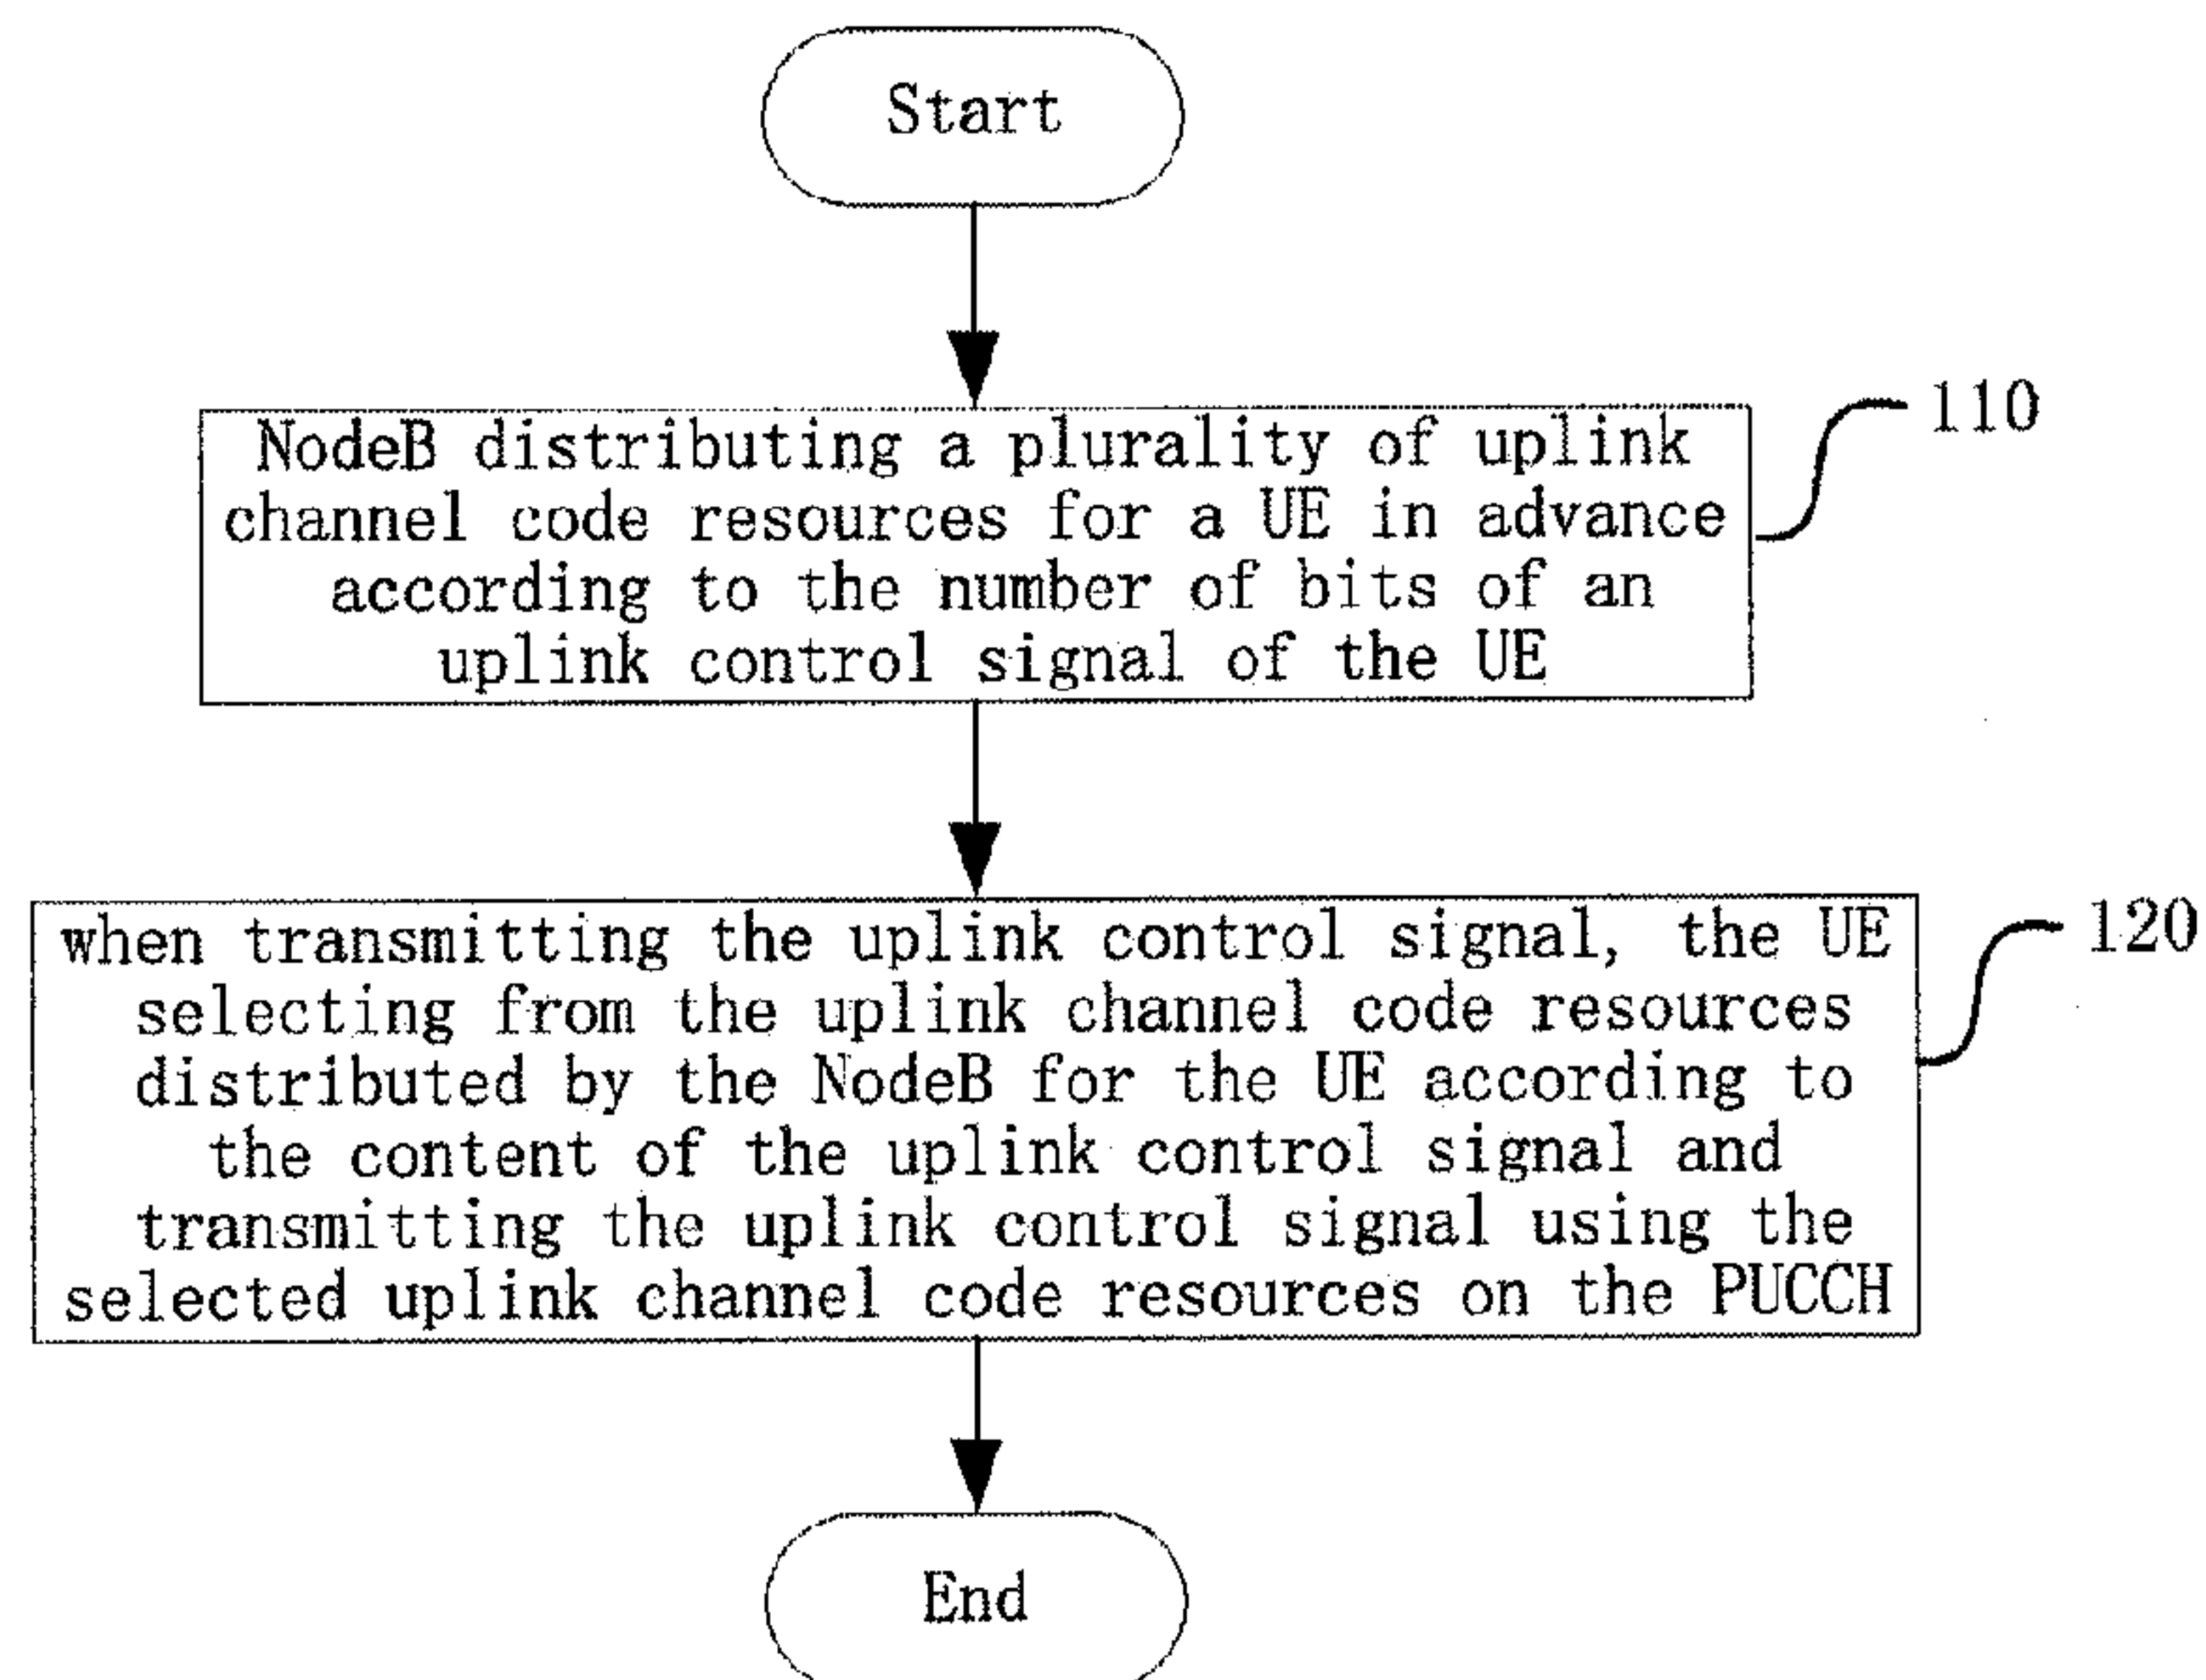 Start
NodeB distributing a plurality of uplink
channel code resources for a UE in advance
according to the number of bits of an
uplink control signal of the UE
110
when transmitting the uplink control signal, the UE
selecting from the uplink channel code resources
distributed by the NodeB for the UE according to
the content of the uplink control signal and
transmitting the uplink control signal using the
selected uplink channel code resources on the PUCCH
120
End